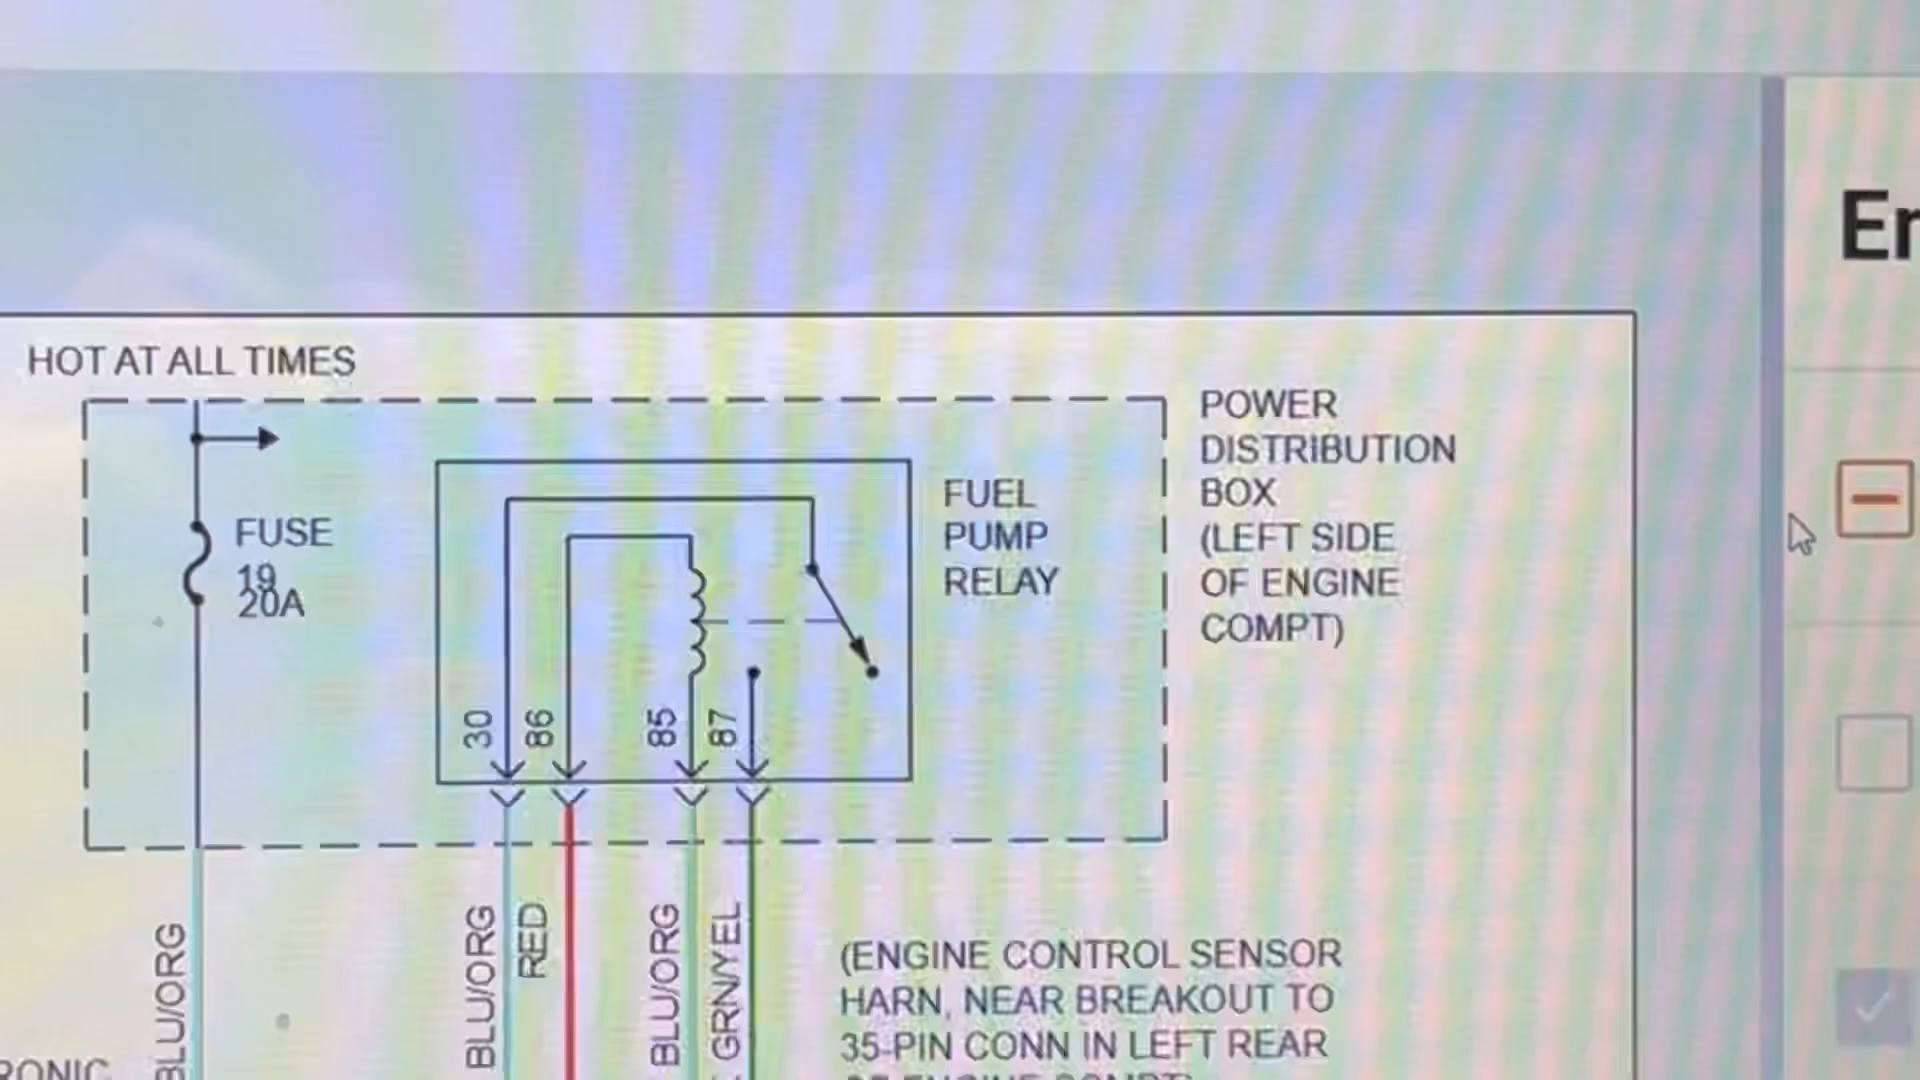 Er
HOT AT ALL TIMES
POWER
DISTRIBUTION
BOX
(LEFT SIDE
OF ENGINE
COMPT)
FUEL
PUMP
RELAY
FUSE
19
20A
30
86
85
87
BLU/ORG
BLU/ORG
RED
BLU/ORG
GRN/YEL
(ENGINE CONTROL SENSOR
HARN, NEAR BREAKOUT TO
35-PIN CONN IN LEFT REAR